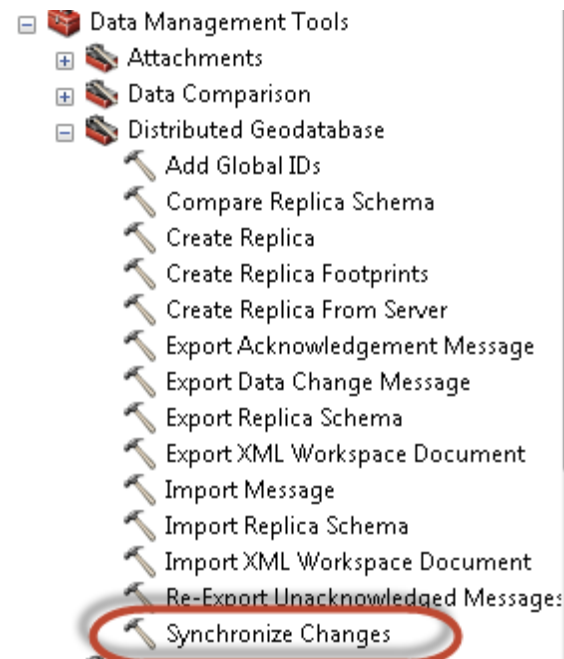 Data Management Tools
Attachments
Data Comparison
Distributed Geodatabase
Add Global IDs
Compare Replica Schema
Create Replica
Create Replica Footprints
Create Replica From Server
Export Acknowledgement Message
Export Data Change Message
Export Replica Schema
Export XML Workspace Document
Import Message
Import Replica Schema
Import XML Workspace Document
Re-Export Unacknowledged Messages
Synchronize Changes